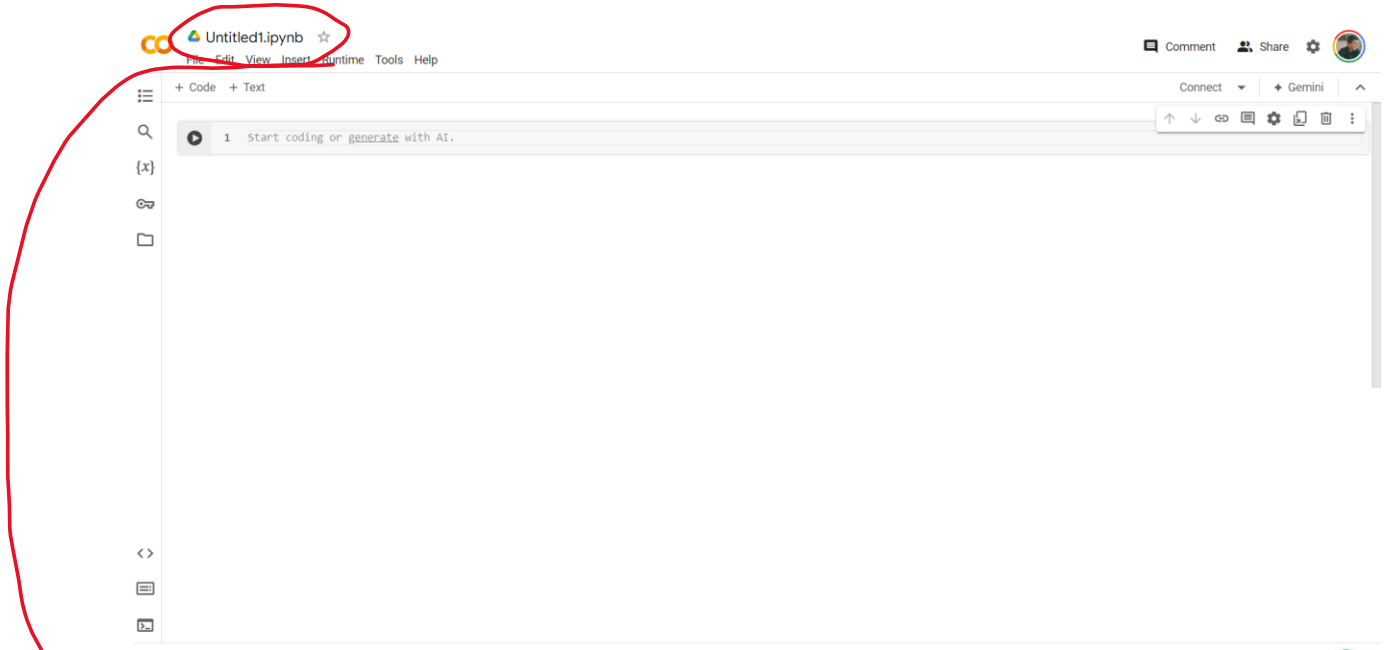 Untitled1.ipynb
Comment Share
File Edit View Insert Runtime Tools Help
+ Code + Text
Connect Gemini
1 Start coding or generate with AI.
{x}